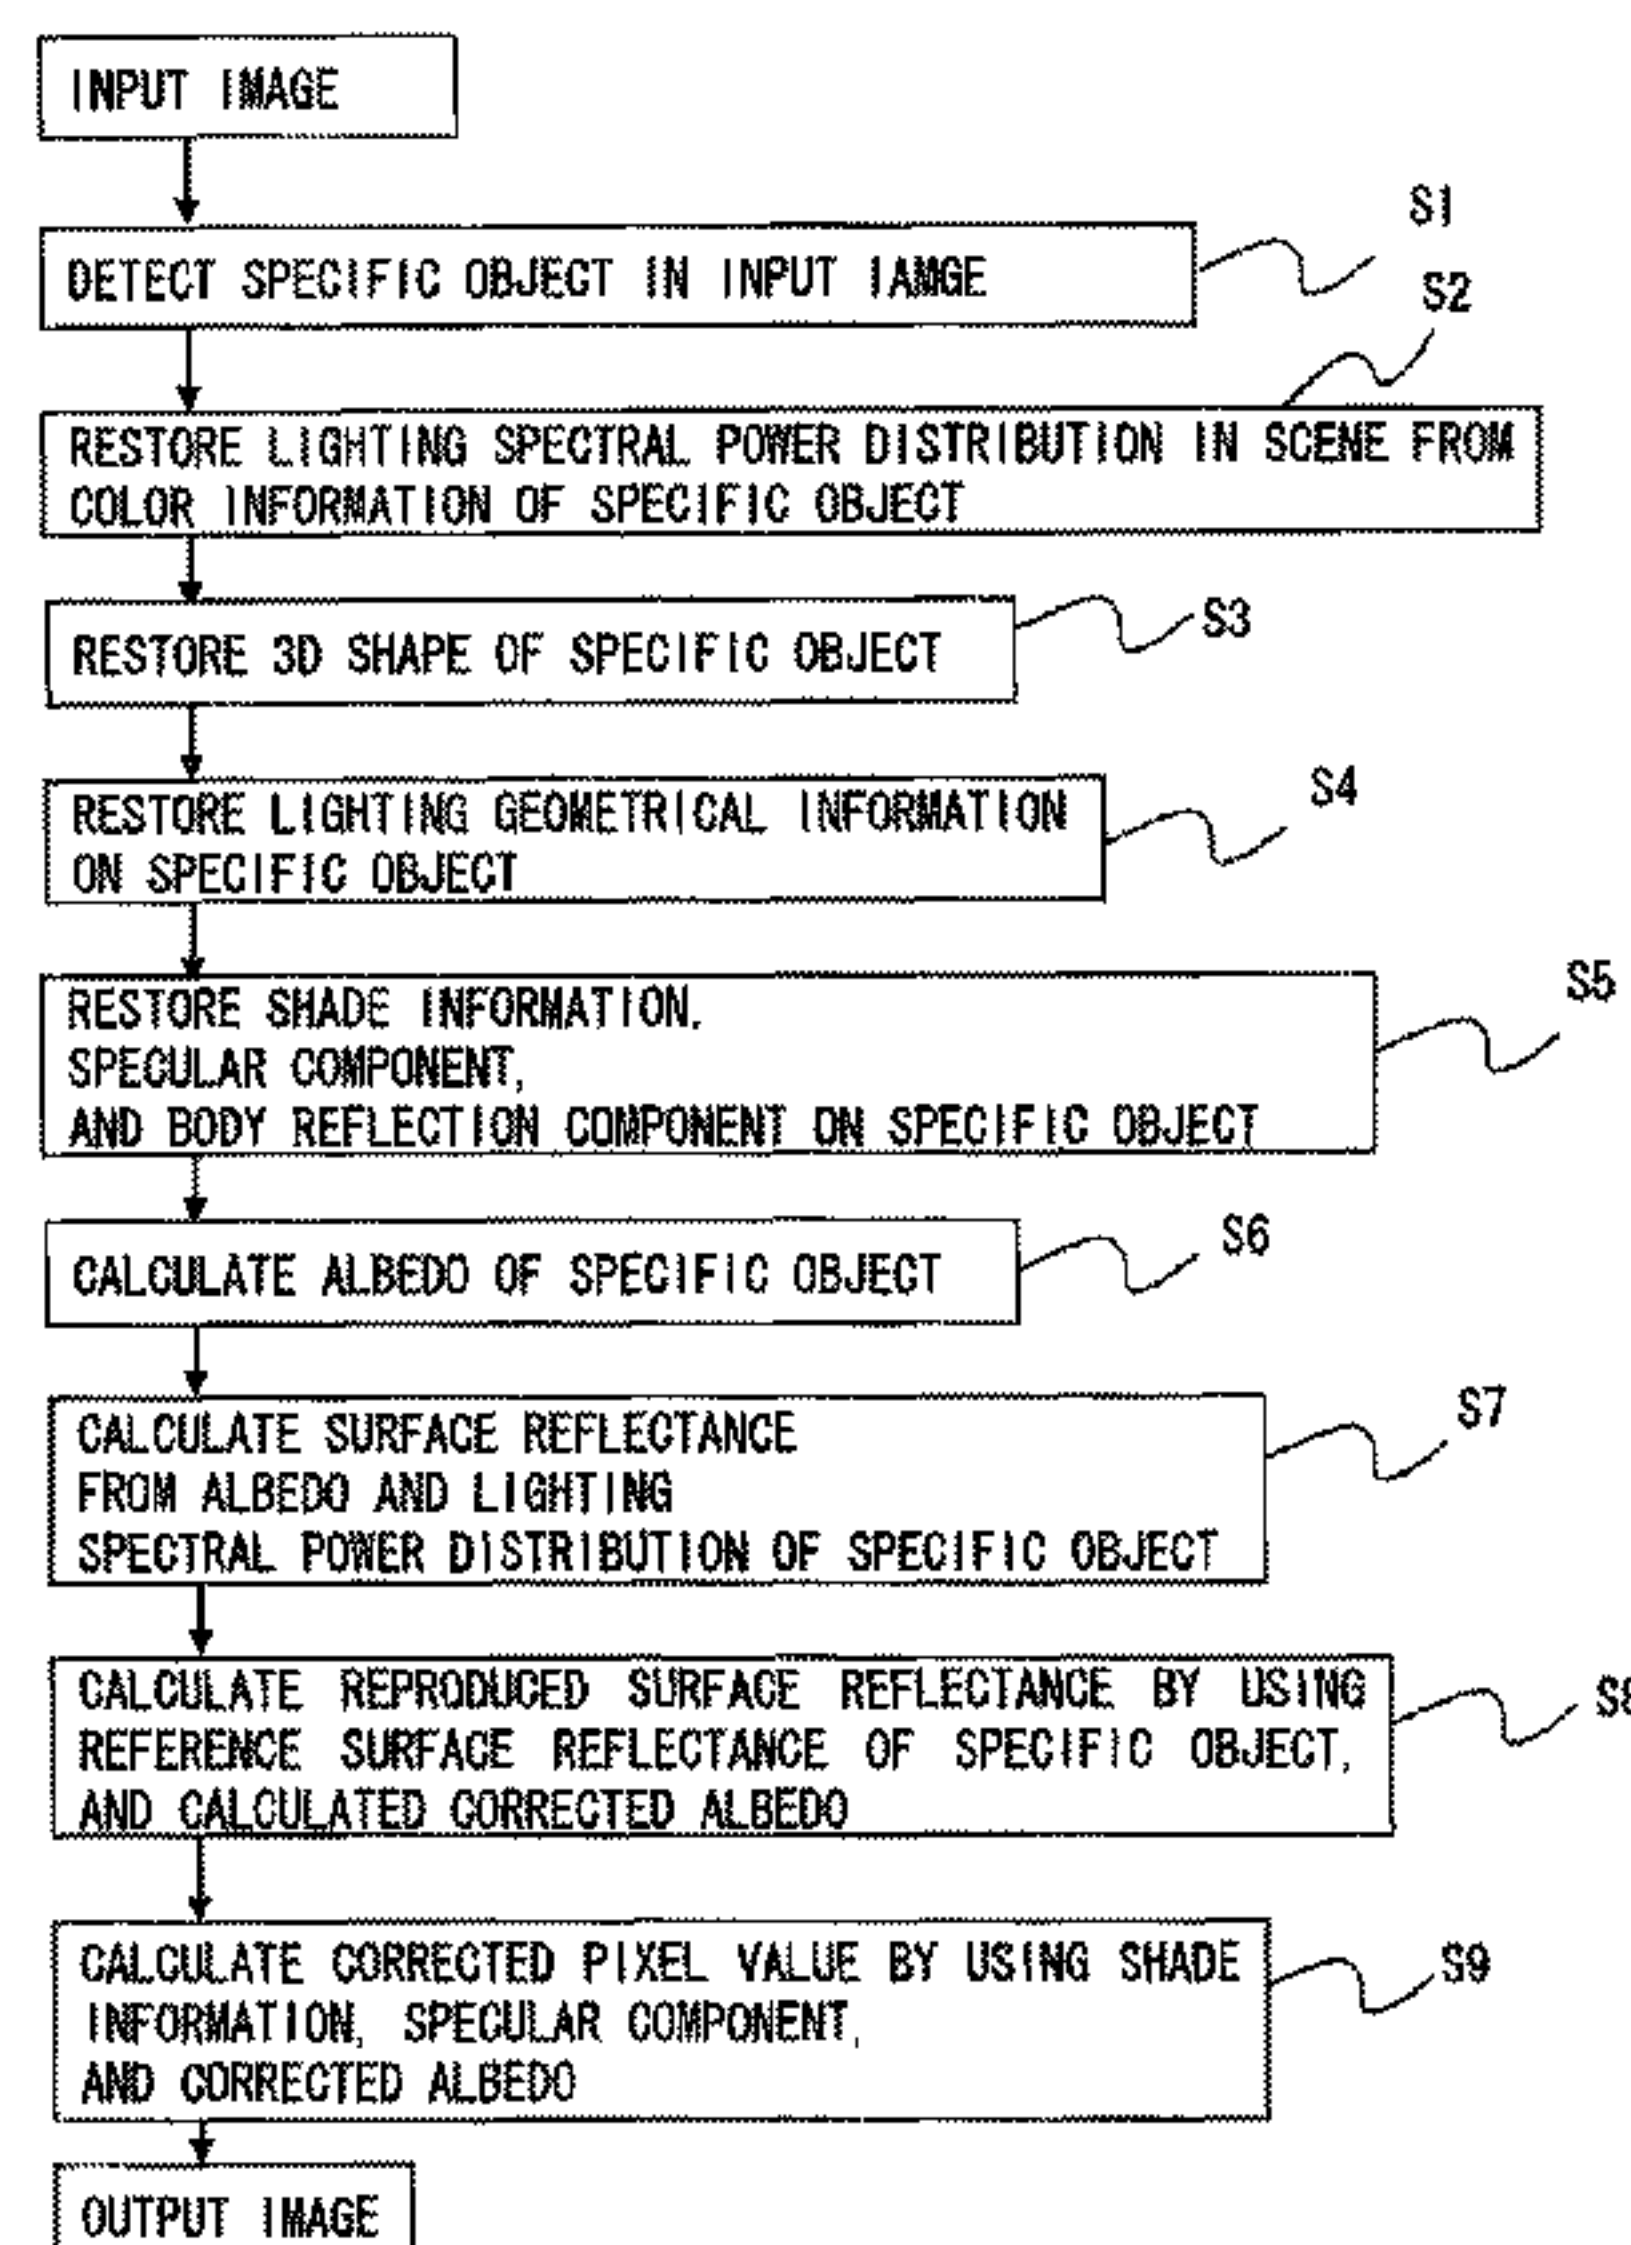 INPUT IMAGE
S1
DETECT SPECIFIC OBJECT IN INPUT IAMGE
S2
RESTORE LIGHTING SPECTRAL POWER DISTRIBUTION IN SCENE FROM
COLOR INFORMATION OF SPECIFIC OBJECT
S3
RESTORE 3D SHAPE OF SPECIFIC OBJECT
S4
RESTORE LIGHTING GEOMETRICAL INFORMATION
ON SPECIFIC OBJECT
S5
RESTORE SHADE INFORMATION,
SPECULAR COMPONENT,
AND BODY REFLECTION COMPONENT ON SPECIFIC OBJECT
S6
CALCULATE ALBEDO OF SPECIFIC OBJECT
S7
CALCULATE SURFACE REFLECTANCE
FROM ALBEDO AND LIGHTING
SPECTRAL POWER DISTRIBUTION OF SPECIFIC OBJECT
S8
CALCULATE REPRODUCED SURFACE REFLECTANCE BY USING
REFERENCE SURFACE REFLECTANCE OF SPECIFIC OBJECT,
AND CALCULATED CORRECTED ALBEDO
S9
CALCULATE CORRECTED PIXEL VALUE BY USING SHADE
INFORMATION, SPECULAR COMPONENT,
AND CORRECTED ALBEDO
OUTPUT IMAGE